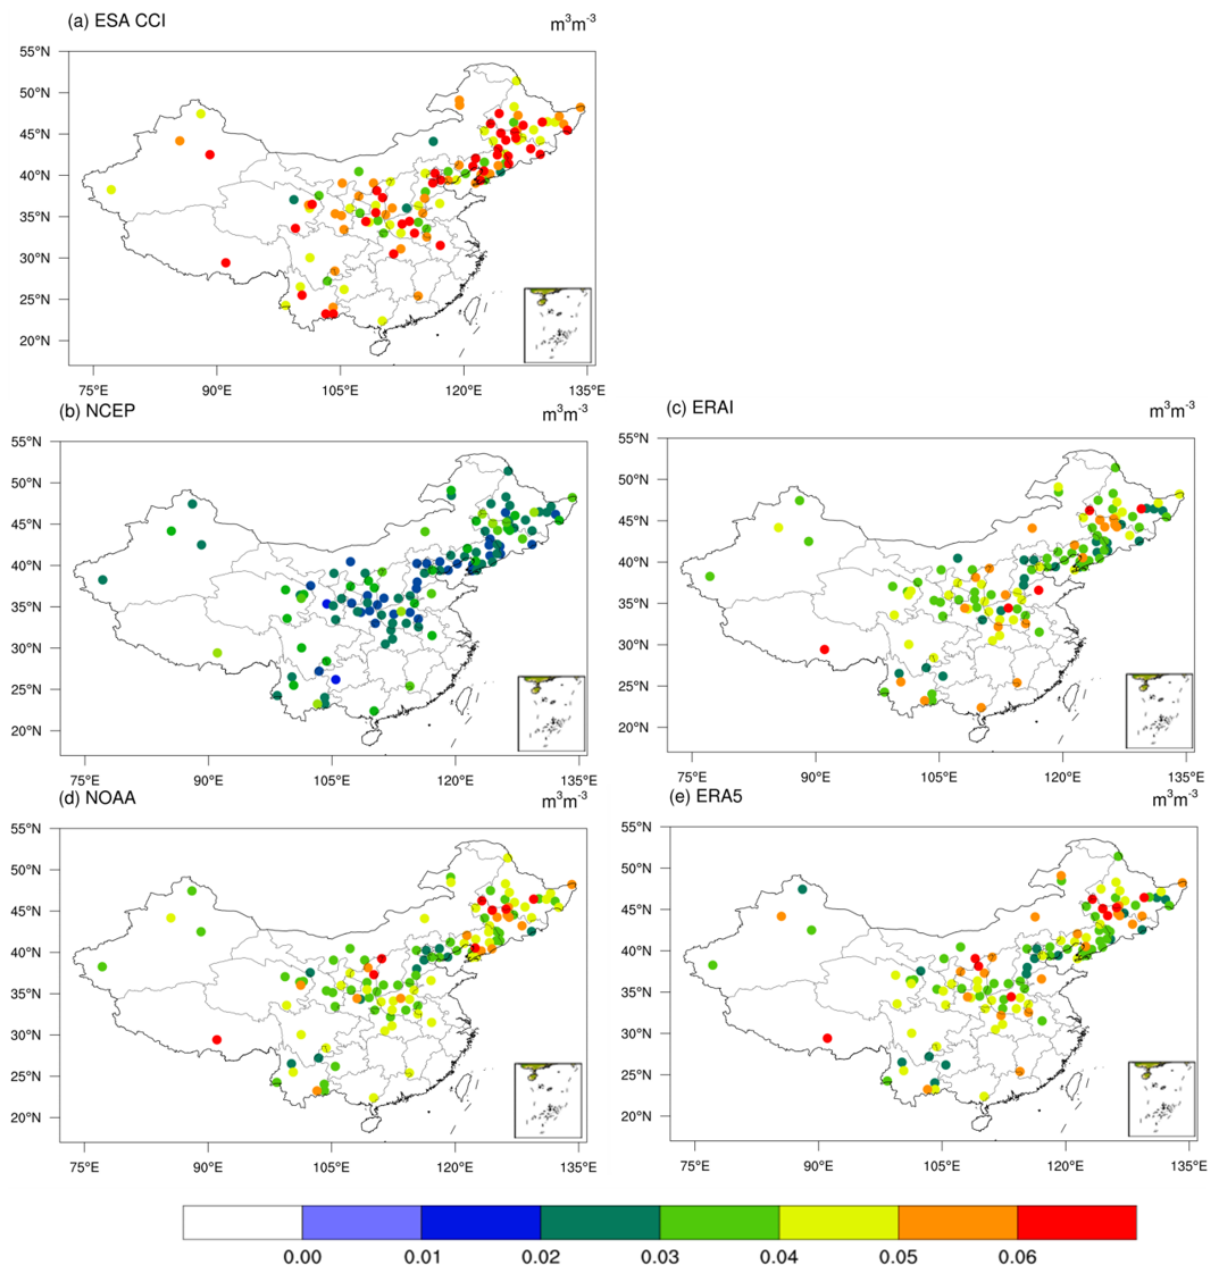 (a) ESA CCI
m³m⁻³
55°N
50°N
45°N
40°N
35°N
30°N
25°N
20°N
75°E 90°E 105°E 120°E 135°E
(b) NCEP
m³m⁻³
55°N
50°N
45°N
40°N
35°N
30°N
25°N
20°N
75°E 90°E 105°E 120°E 135°E
(c) ERAI
m³m⁻³
55°N
50°N
45°N
40°N
35°N
30°N
25°N
20°N
75°E 90°E 105°E 120°E 135°E
(d) NOAA
m³m⁻³
55°N
50°N
45°N
40°N
35°N
30°N
25°N
20°N
75°E 90°E 105°E 120°E 135°E
(e) ERA5
m³m⁻³
55°N
50°N
45°N
40°N
35°N
30°N
25°N
20°N
75°E 90°E 105°E 120°E 135°E
0.00 0.01 0.02 0.03 0.04 0.05 0.06